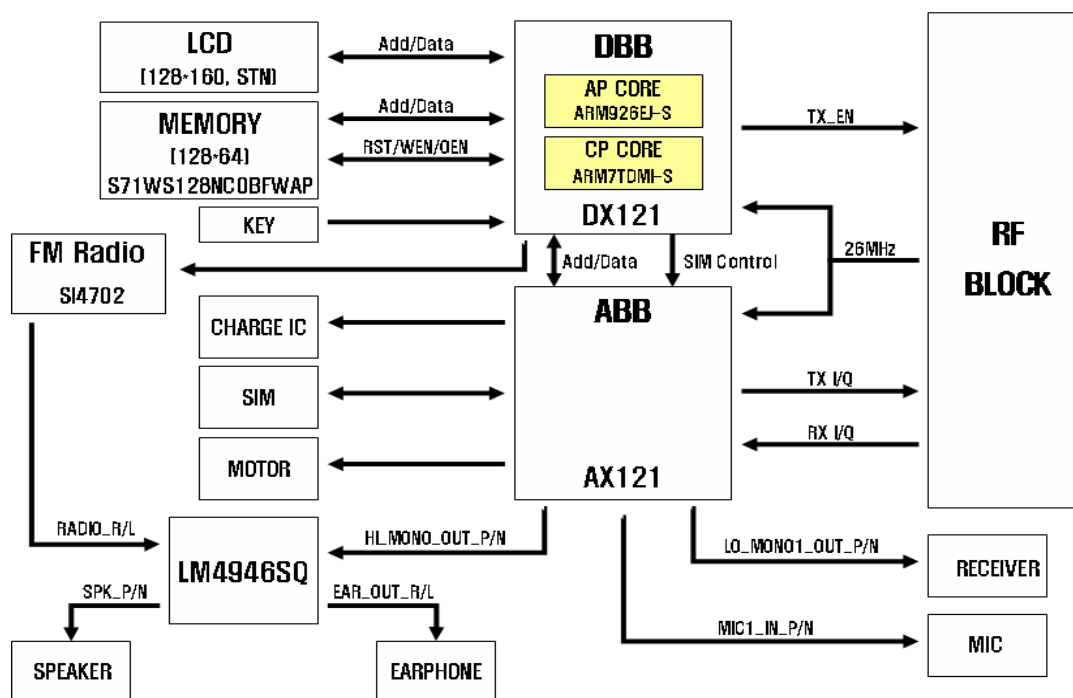 LCD
[128*160, STN]
Add/Data
DBB
AP CORE
ARM926EJ-S
MEMORY
[128*64]
S71WS128NC0BFWAP
Add/Data
RST/WEN/OEN
CP CORE
ARM7TDMI-S
TX_EN
KEY
DX121
FM Radio
SI4702
Add/Data
SIM Control
26MHz
RF
BLOCK
CHARGE IC
ABB
SIM
TX I/Q
MOTOR
AX121
RX I/Q
RADIO_R/L
LM4946SQ
HI_MONO_OUT_P/N
LO_MONO1_OUT_P/N
RECEIVER
SPK_P/N
EAR_OUT_R/L
MIC1_IN_P/N
MIC
SPEAKER
EARPHONE